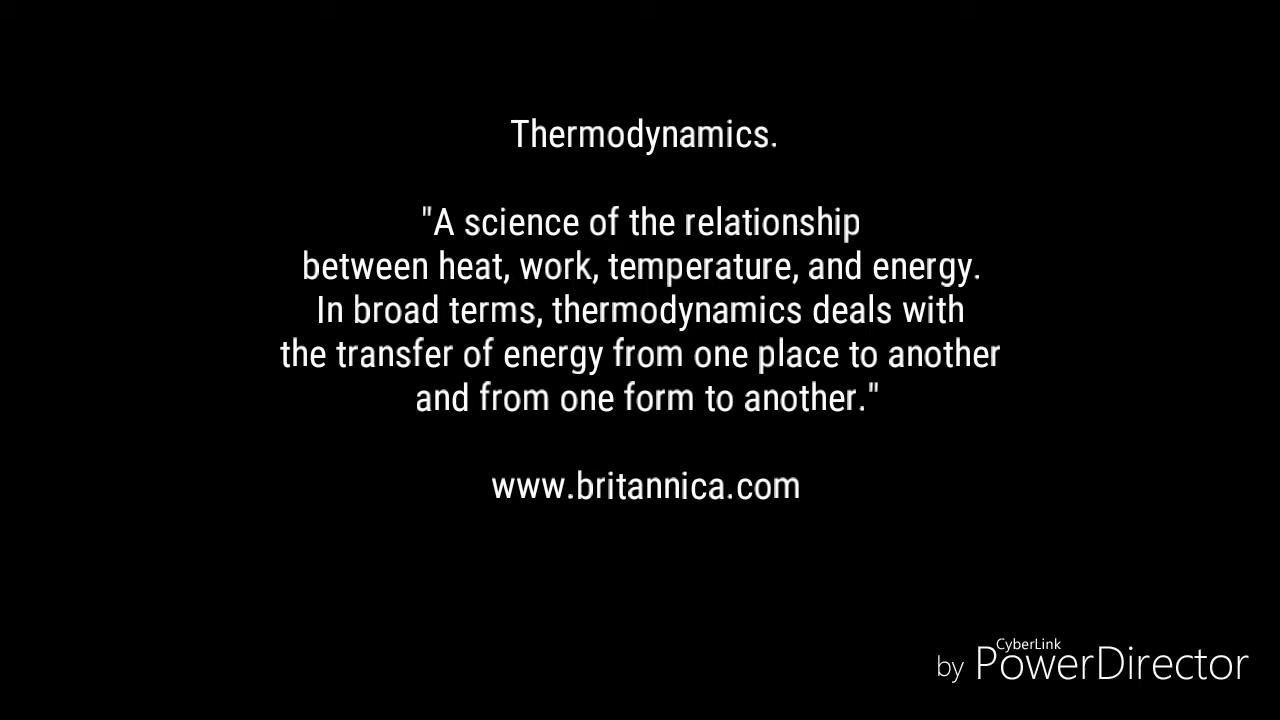 Thermodynamics.
"A science of the relationship
between heat, work, temperature, and energy.
In broad terms, thermodynamics deals with
the transfer of energy from one place to another
and from one form to another."
www.britannica.com
CyberLink
by PowerDirector